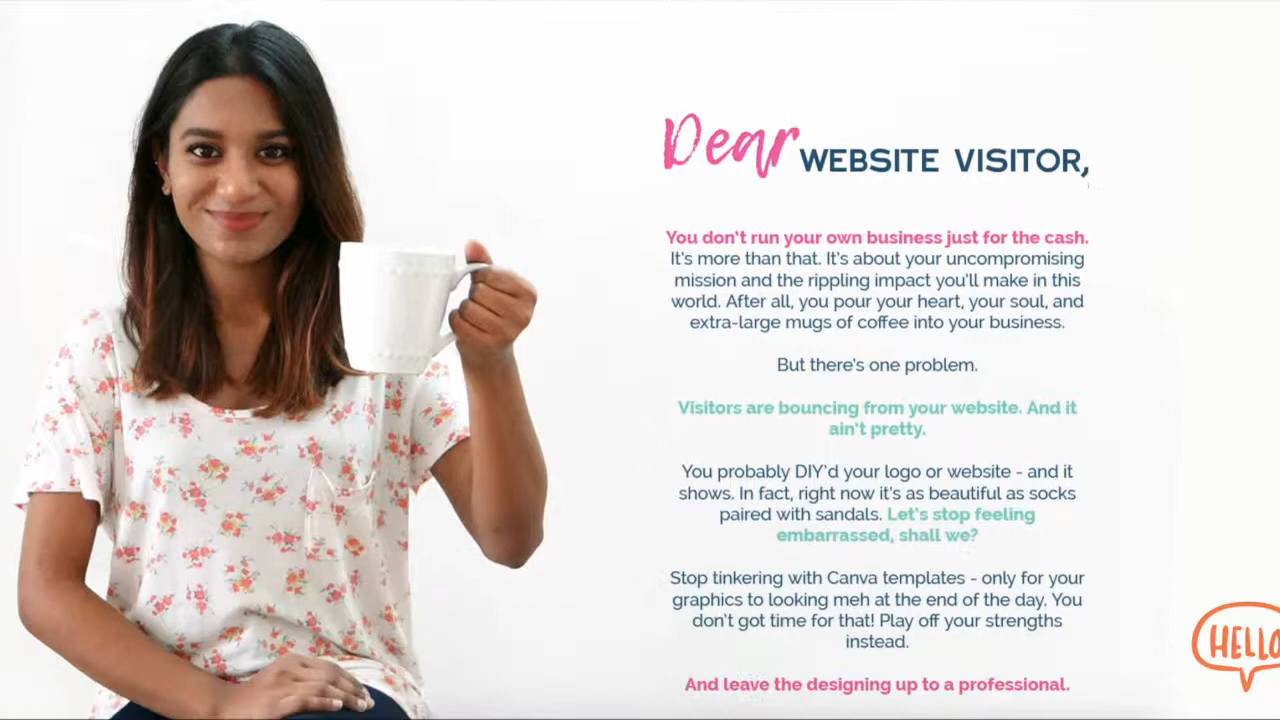 Dear WEBSITE VISITOR,
You don't run your own business just for the cash.
It's more than that. It's about your uncompromising
mission and the rippling impact you'll make in this
world. After all, you pour your heart, your soul, and
extra-large mugs of coffee into your business.
But there's one problem.
Visitors are bouncing from your website. And it
ain't pretty.
You probably DIY'd your logo or website - and it
shows. In fact, right now it's as beautiful as socks
paired with sandals. Let's stop feeling
embarrassed, shall we?
Stop tinkering with Canva templates - only for your
graphics to looking meh at the end of the day. You
don't got time for that! Play off your strengths
instead.
And leave the designing up to a professional.
HELLO